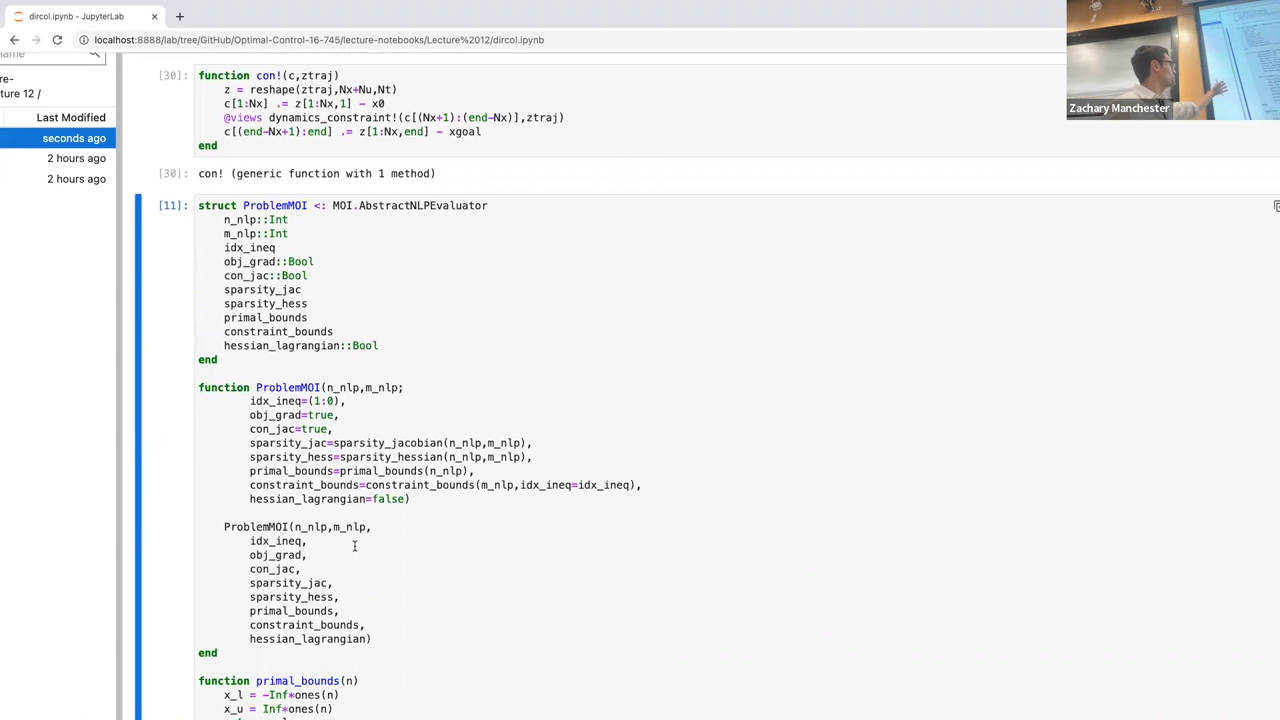 dircol.ipynb - JupyterLab
localhost:8888/lab/tree/GitHub/Optimal-Control-16-745/lecture-notebooks/Lecture%2012/dircol.ipynb
Zachary Manchester
name
re-
ture 12 /
Last Modified
seconds ago
2 hours ago
2 hours ago
[30]: function con!(c,ztraj)
z = reshape(ztraj,Nx+Nu,Nt)
c[1:Nx] .= z[1:Nx,1] - x0
@views dynamics_constraint!(c[(Nx+1):(end-Nx)],ztraj)
c[(end-Nx+1):end] .= z[1:Nx,end] - xgoal
end
[30]: con! (generic function with 1 method)
[11]: struct ProblemMOI <: MOI.AbstractNLPEvaluator
n_nlp::Int
m_nlp::Int
idx_ineq
obj_grad::Bool
con_jac::Bool
sparsity_jac
sparsity_hess
primal_bounds
constraint_bounds
hessian_lagrangian::Bool
end
function ProblemMOI(n_nlp,m_nlp;
idx_ineq=(1:0),
obj_grad=true,
con_jac=true,
sparsity_jac=sparsity_jacobian(n_nlp,m_nlp),
sparsity_hess=sparsity_hessian(n_nlp,m_nlp),
primal_bounds=primal_bounds(n_nlp),
constraint_bounds=constraint_bounds(m_nlp,idx_ineq=idx_ineq),
hessian_lagrangian=false)
ProblemMOI(n_nlp,m_nlp,
idx_ineq,
obj_grad,
con_jac,
sparsity_jac,
sparsity_hess,
primal_bounds,
constraint_bounds,
hessian_lagrangian)
end
function primal_bounds(n)
x_l = -Inf*ones(n)
x_u = Inf*ones(n)